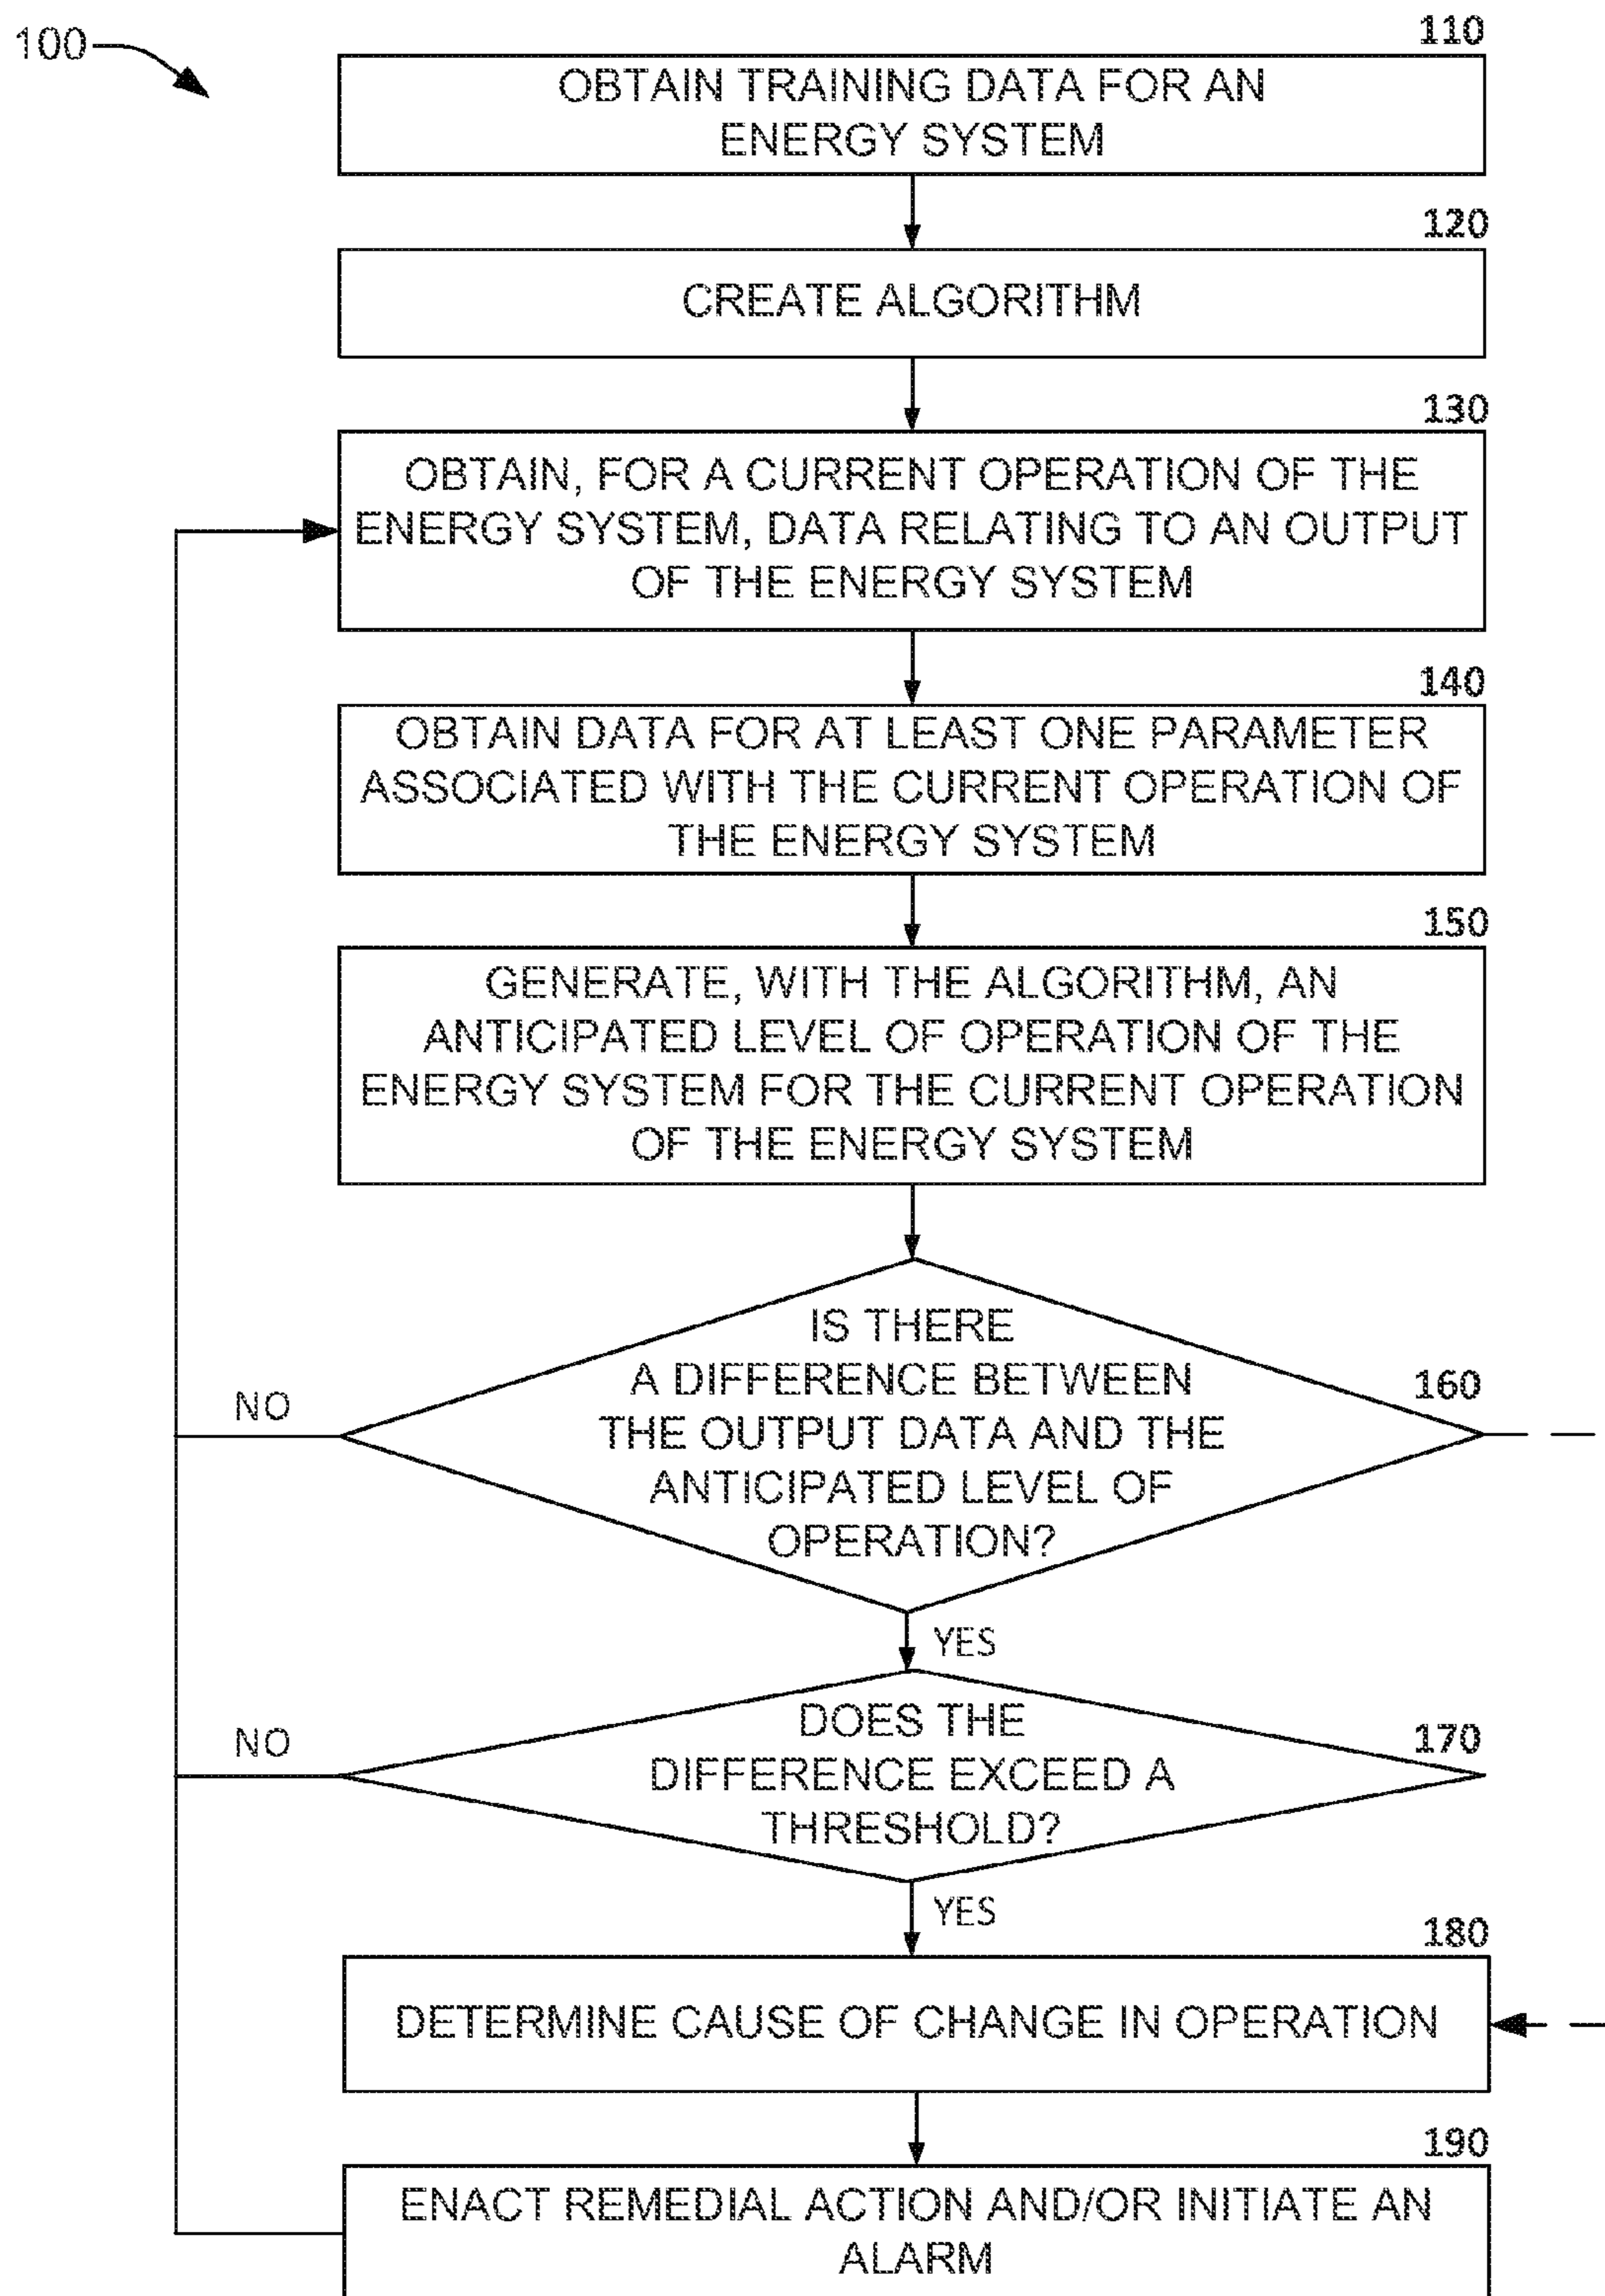 100
110
OBTAIN TRAINING DATA FOR AN
ENERGY SYSTEM
120
CREATE ALGORITHM
130
OBTAIN, FOR A CURRENT OPERATION OF THE
ENERGY SYSTEM, DATA RELATING TO AN OUTPUT
OF THE ENERGY SYSTEM
140
OBTAIN DATA FOR AT LEAST ONE PARAMETER
ASSOCIATED WITH THE CURRENT OPERATION OF
THE ENERGY SYSTEM
150
GENERATE, WITH THE ALGORITHM, AN
ANTICIPATED LEVEL OF OPERATION OF THE
ENERGY SYSTEM FOR THE CURRENT OPERATION
OF THE ENERGY SYSTEM
160
IS THERE
A DIFFERENCE BETWEEN
THE OUTPUT DATA AND THE
ANTICIPATED LEVEL OF
OPERATION?
NO
YES
170
DOES THE
DIFFERENCE EXCEED A
THRESHOLD?
NO
YES
180
DETERMINE CAUSE OF CHANGE IN OPERATION
190
ENACT REMEDIAL ACTION AND/OR INITIATE AN
ALARM